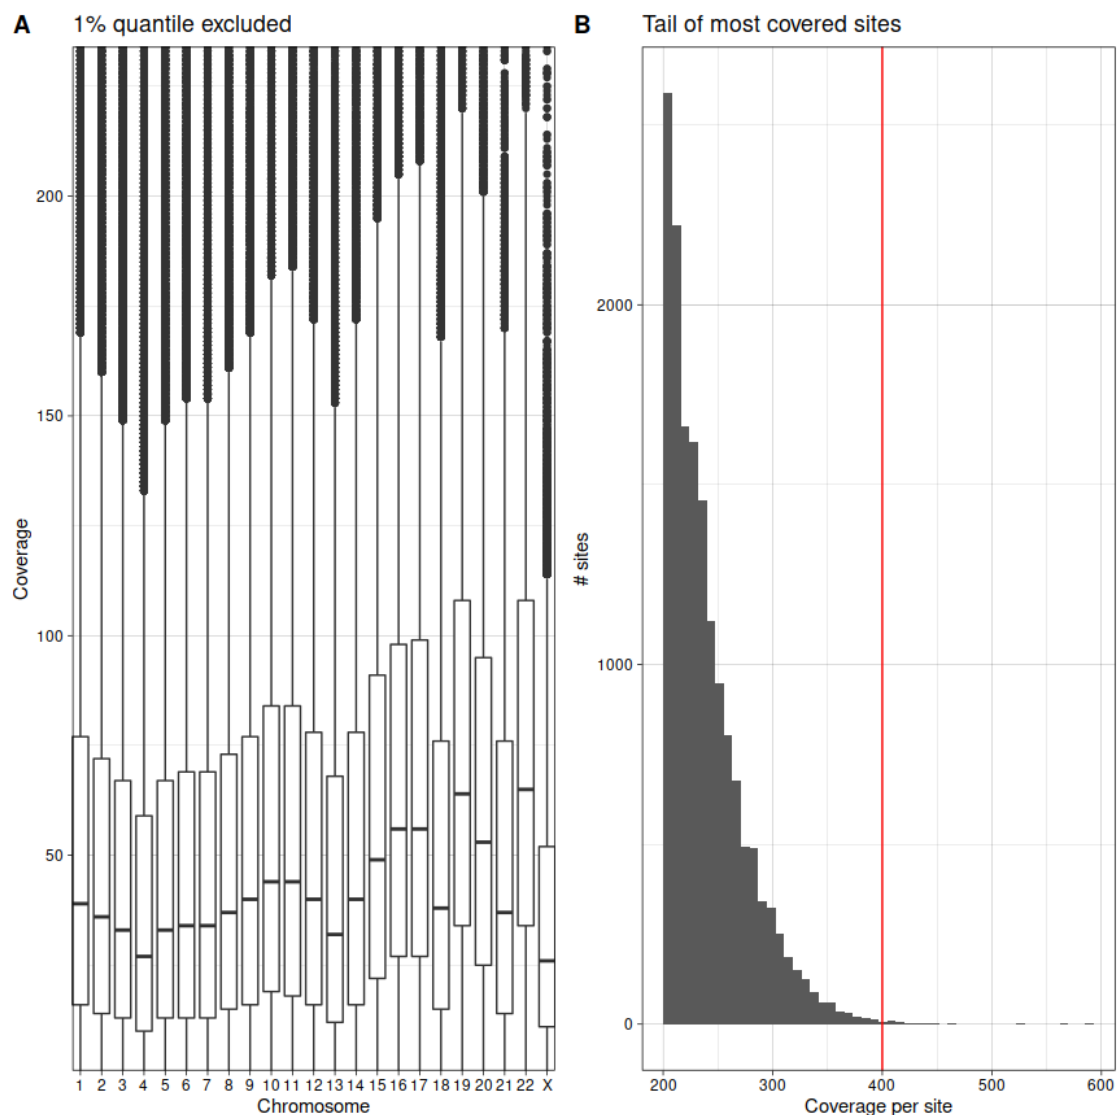 A 1% quantile excluded
Coverage
200
150
100
50
1 2 3 4 5 6 7 8 9 10 11 12 13 14 15 16 17 18 19 20 21 22 X
Chromosome
B Tail of most covered sites
# sites
2000
1000
0
200 300 400 500 600
Coverage per site